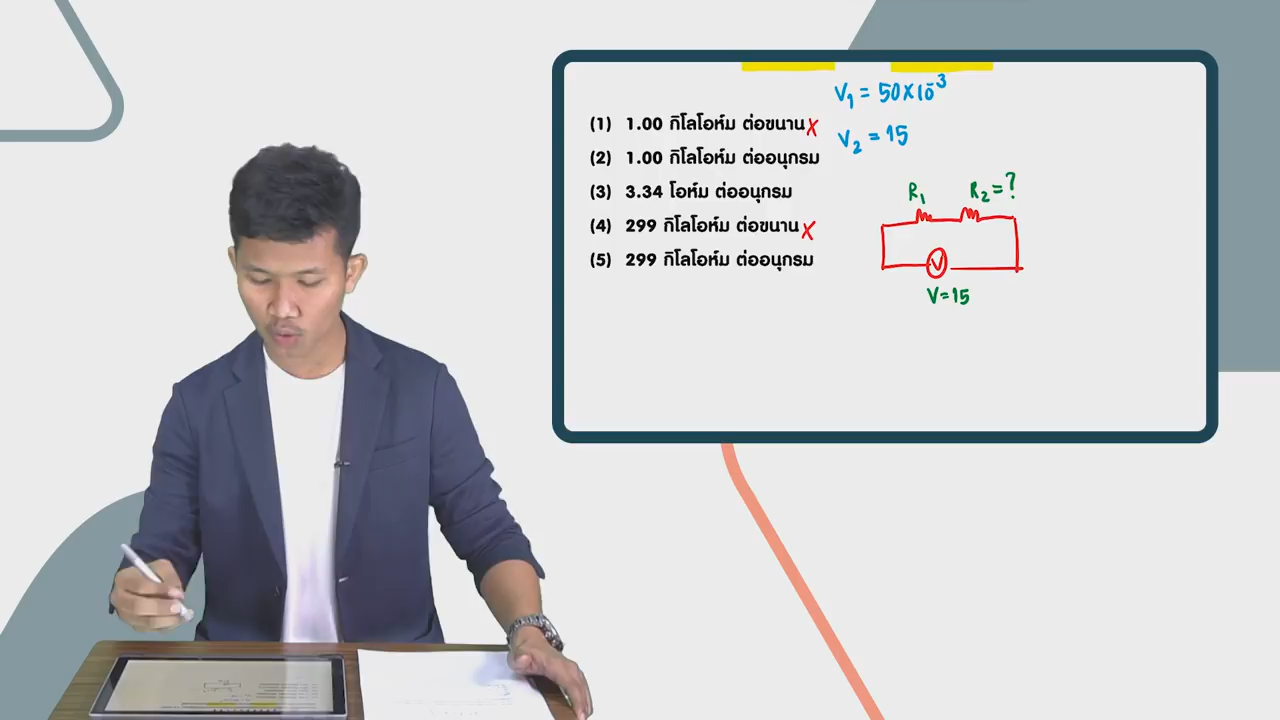 V₁ = 50×10⁻³
(1) 1.00 กิโลโอห์ม ต่อขนาน X
V₂ = 15
(2) 1.00 กิโลโอห์ม ต่ออนุกรม
(3) 3.34 โอห์ม ต่ออนุกรม
R₁ R₂ = ?
(4) 299 กิโลโอห์ม ต่อขนาน X
(5) 299 กิโลโอห์ม ต่ออนุกรม
V
V=15